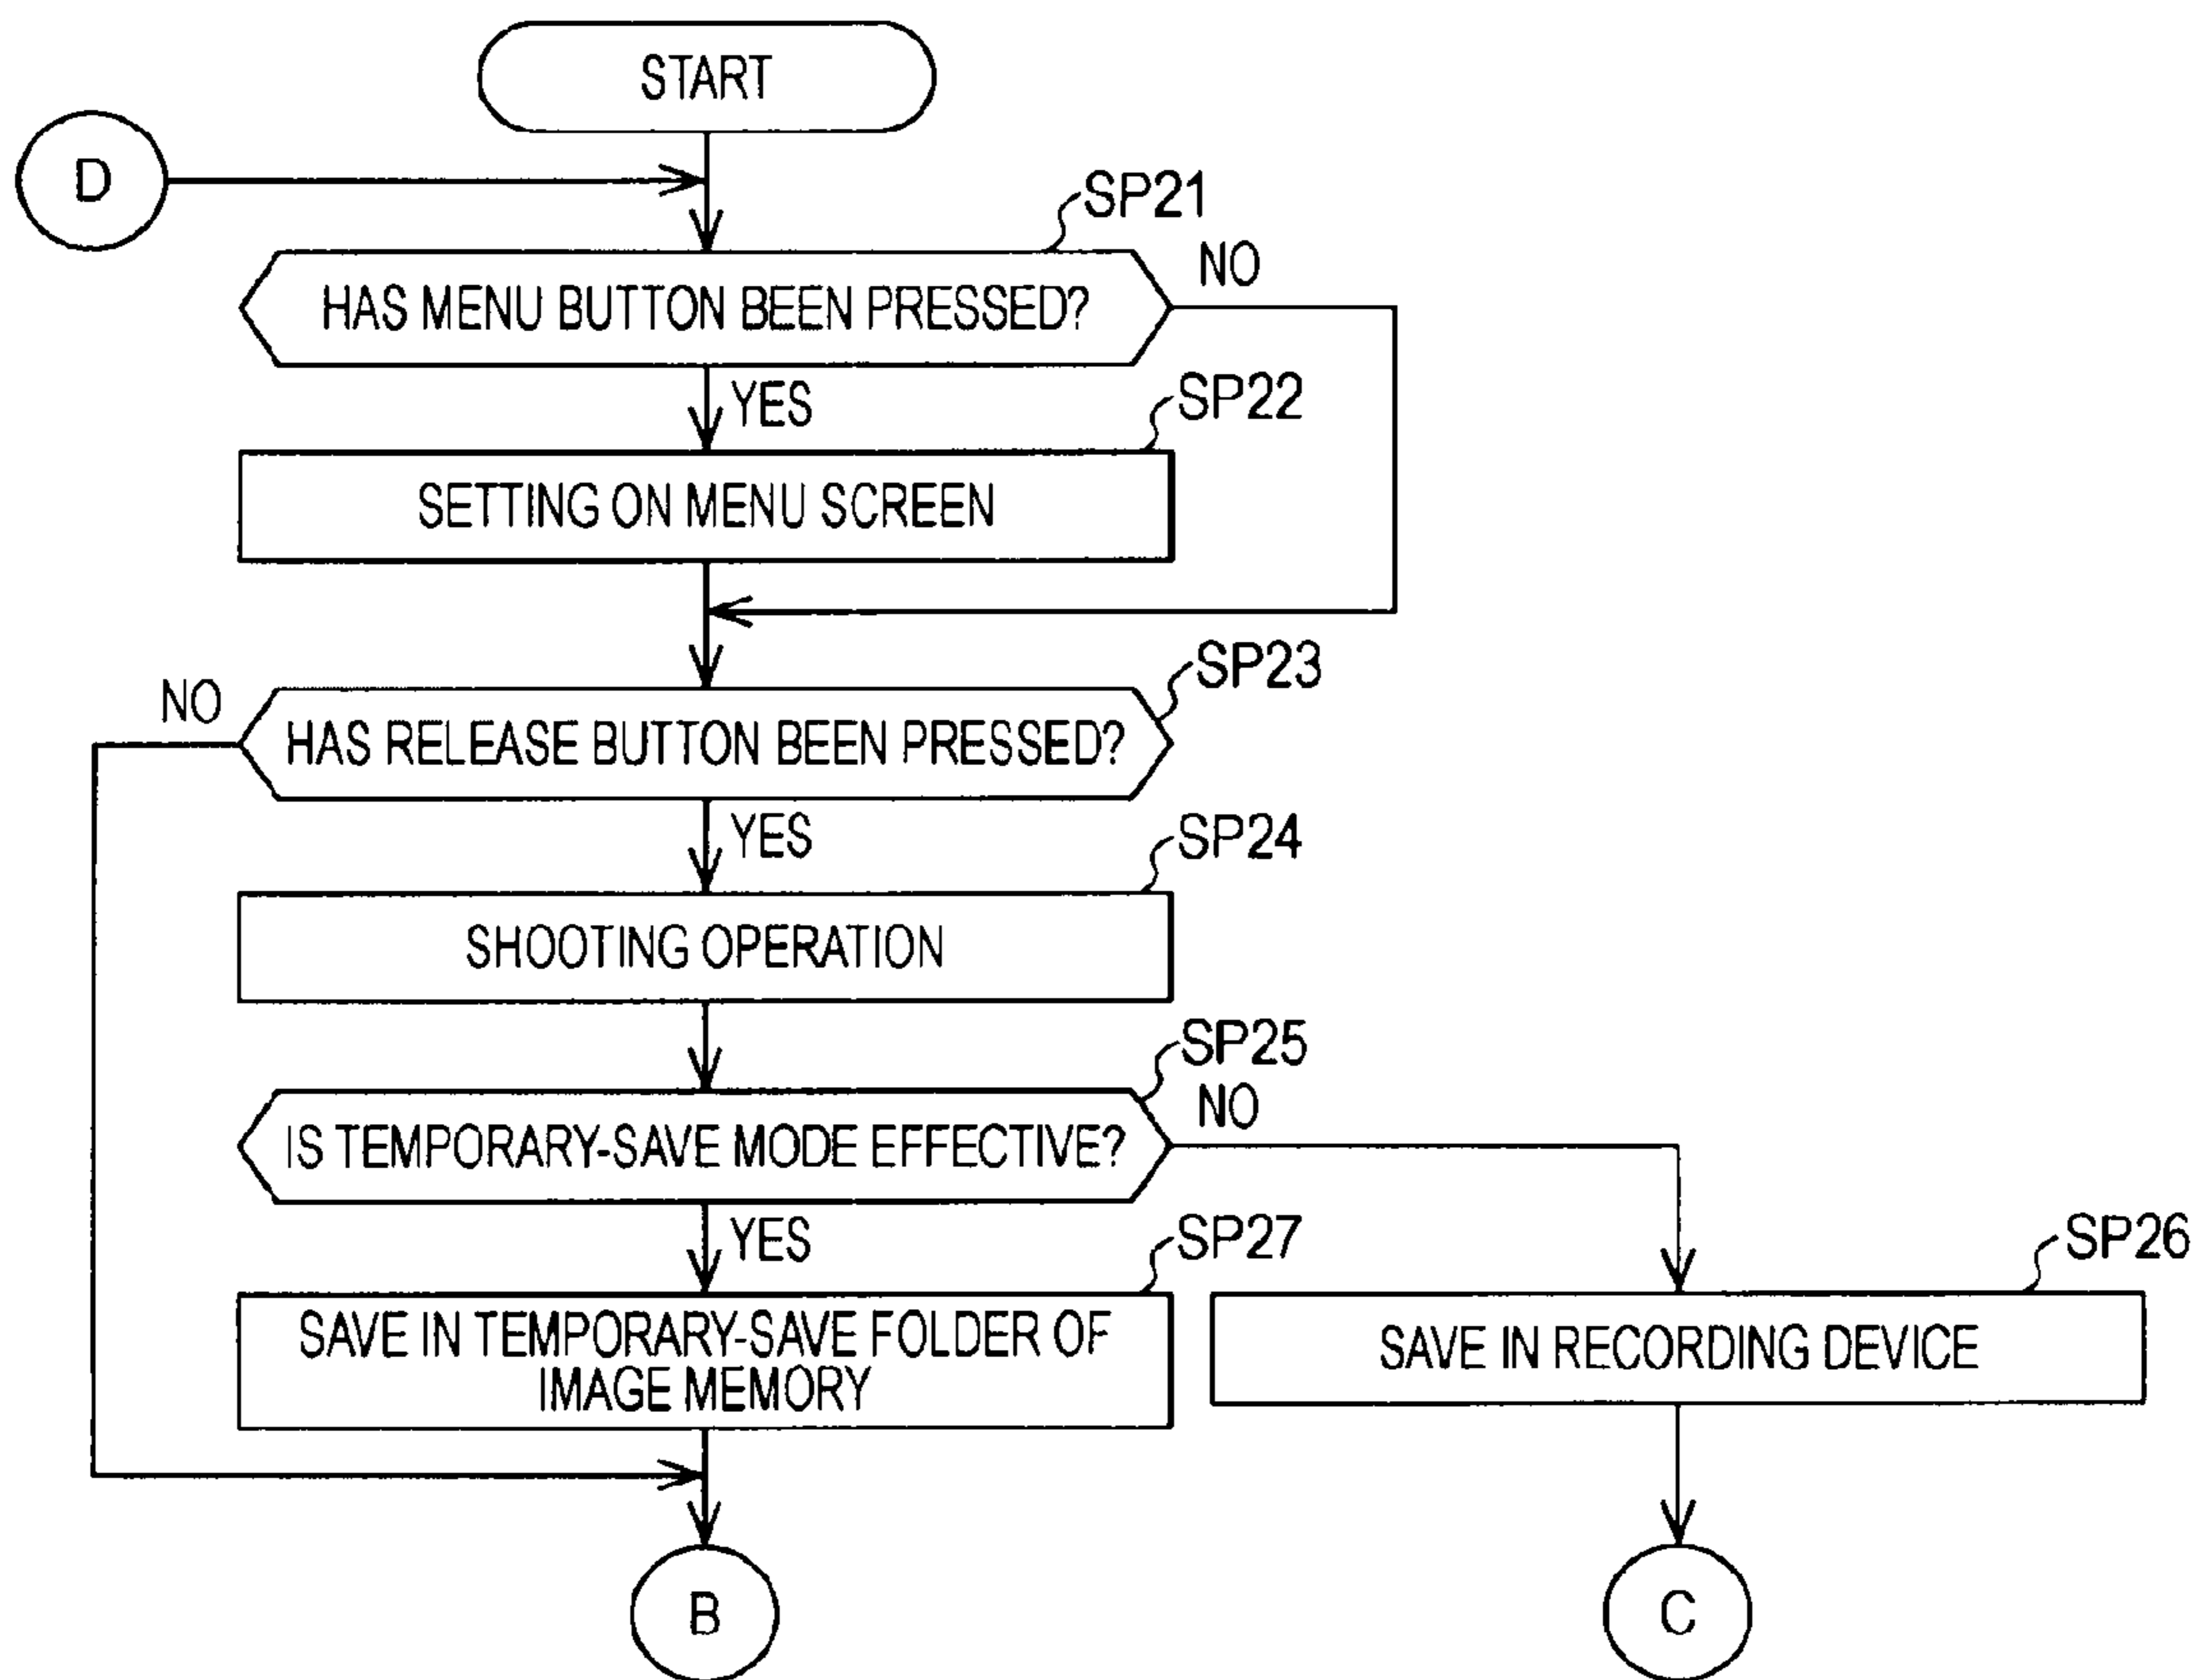 START
D
SP21
HAS MENU BUTTON BEEN PRESSED?
NO
YES
SP22
SETTING ON MENU SCREEN
SP23
NO
HAS RELEASE BUTTON BEEN PRESSED?
YES
SP24
SHOOTING OPERATION
SP25
NO
IS TEMPORARY-SAVE MODE EFFECTIVE?
YES
SP27
SP26
SAVE IN TEMPORARY-SAVE FOLDER OF
IMAGE MEMORY
SAVE IN RECORDING DEVICE
B
C